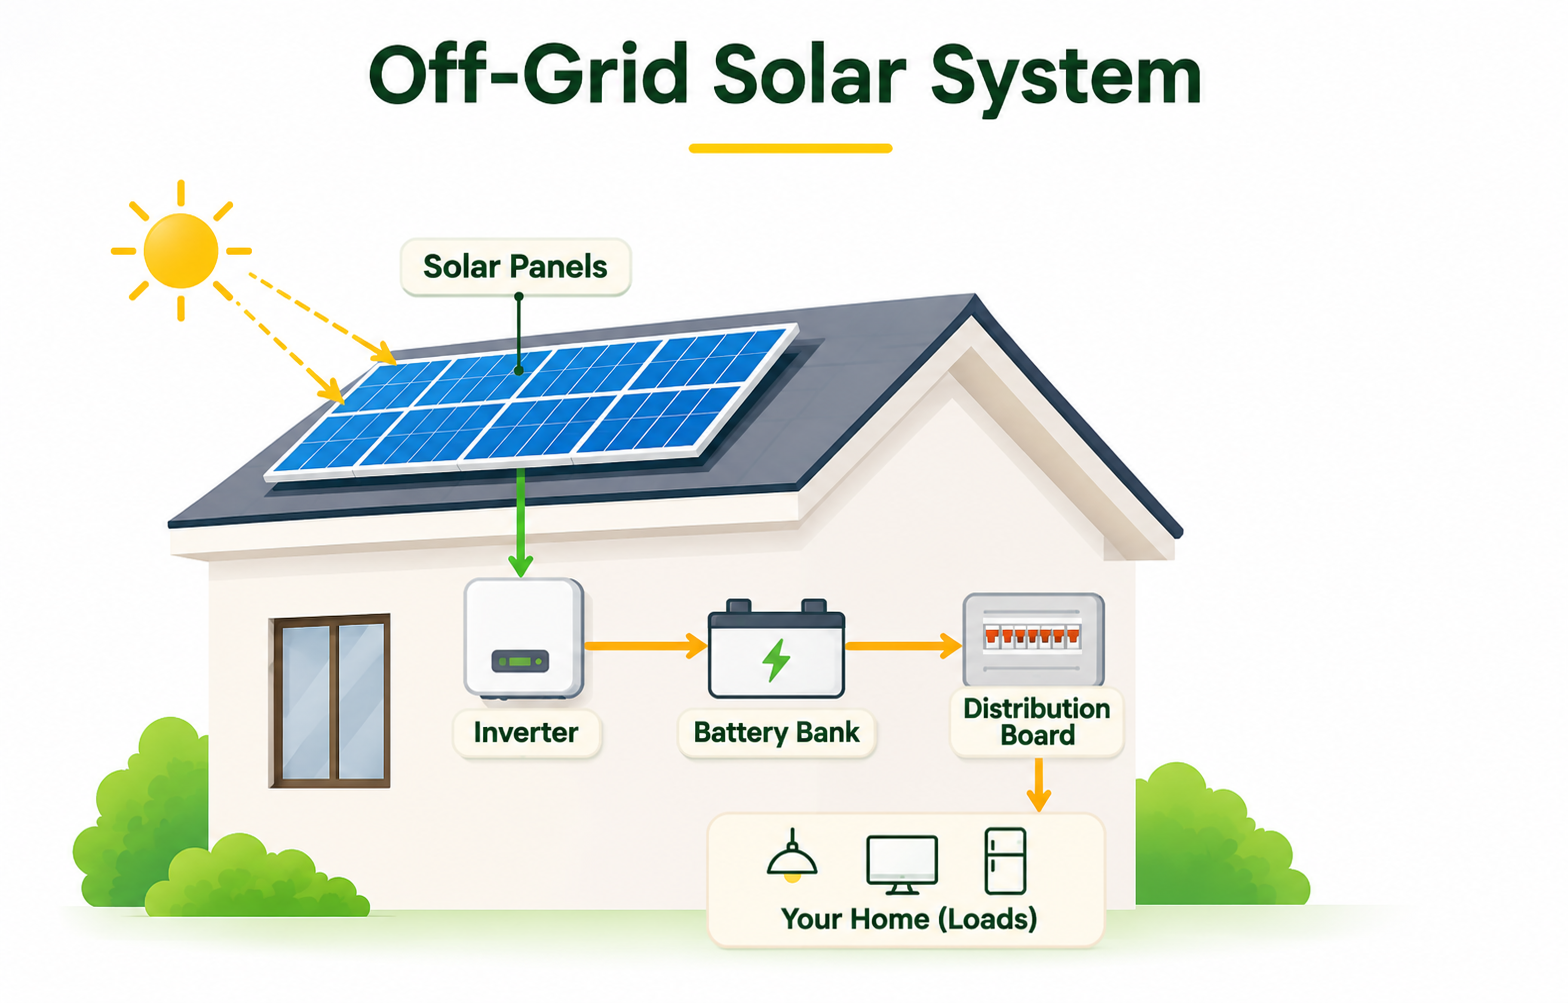 Off-Grid Solar System
Solar Panels
Inverter
Battery Bank
Distribution
Board
Your Home (Loads)